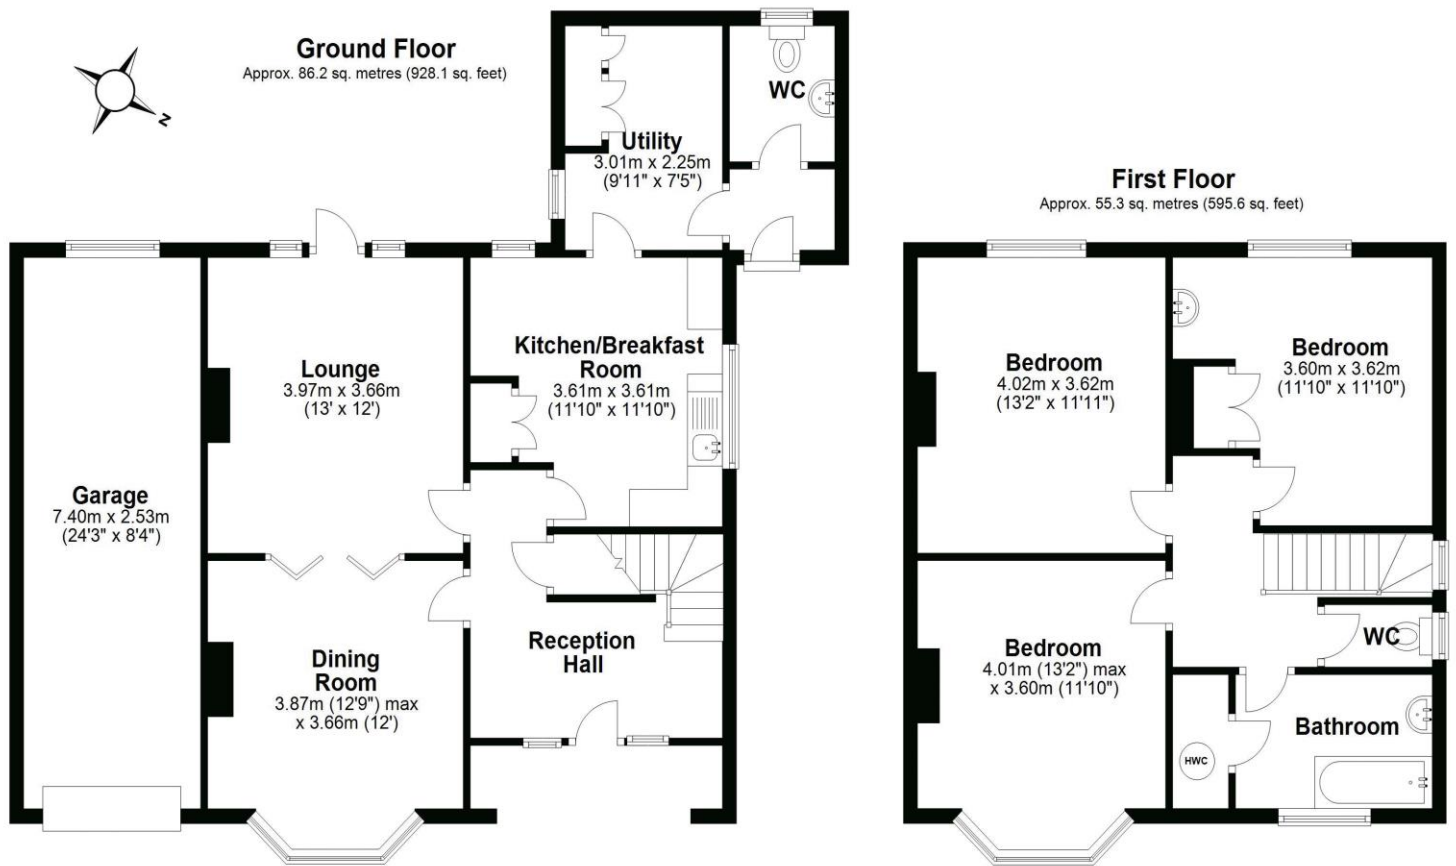 Ground Floor
Approx. 86.2 sq. metres (928.1 sq. feet)
N
WC
Utility
3.01m x 2.25m
(9'11" x 7'5")
Kitchen/Breakfast
Room
3.61m x 3.61m
(11'10" x 11'10")
Lounge
3.97m x 3.66m
(13' x 12')
Garage
7.40m x 2.53m
(24'3" x 8'4")
Dining
Room
3.87m (12'9") max
x 3.66m (12')
Reception
Hall
First Floor
Approx. 55.3 sq. metres (595.6 sq. feet)
Bedroom
4.02m x 3.62m
(13'2" x 11'11")
Bedroom
3.60m x 3.62m
(11'10" x 11'10")
Bedroom
4.01m (13'2") max
x 3.60m (11'10")
WC
Bathroom
HWC